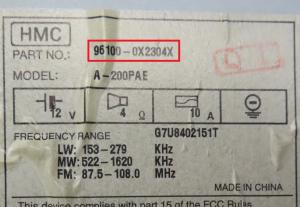 HMC
PART NO.: 96100-0X2304X
MODEL: A-200PAE
12 V 4 Ω 10 A
FREQUENCY RANGE G7U8402151T
LW: 153-279 KHz
MW: 522-1620 KHz
FM: 87.5-108.0 MHz
MADE IN CHINA
This device complies with part 15 of the FCC Rules